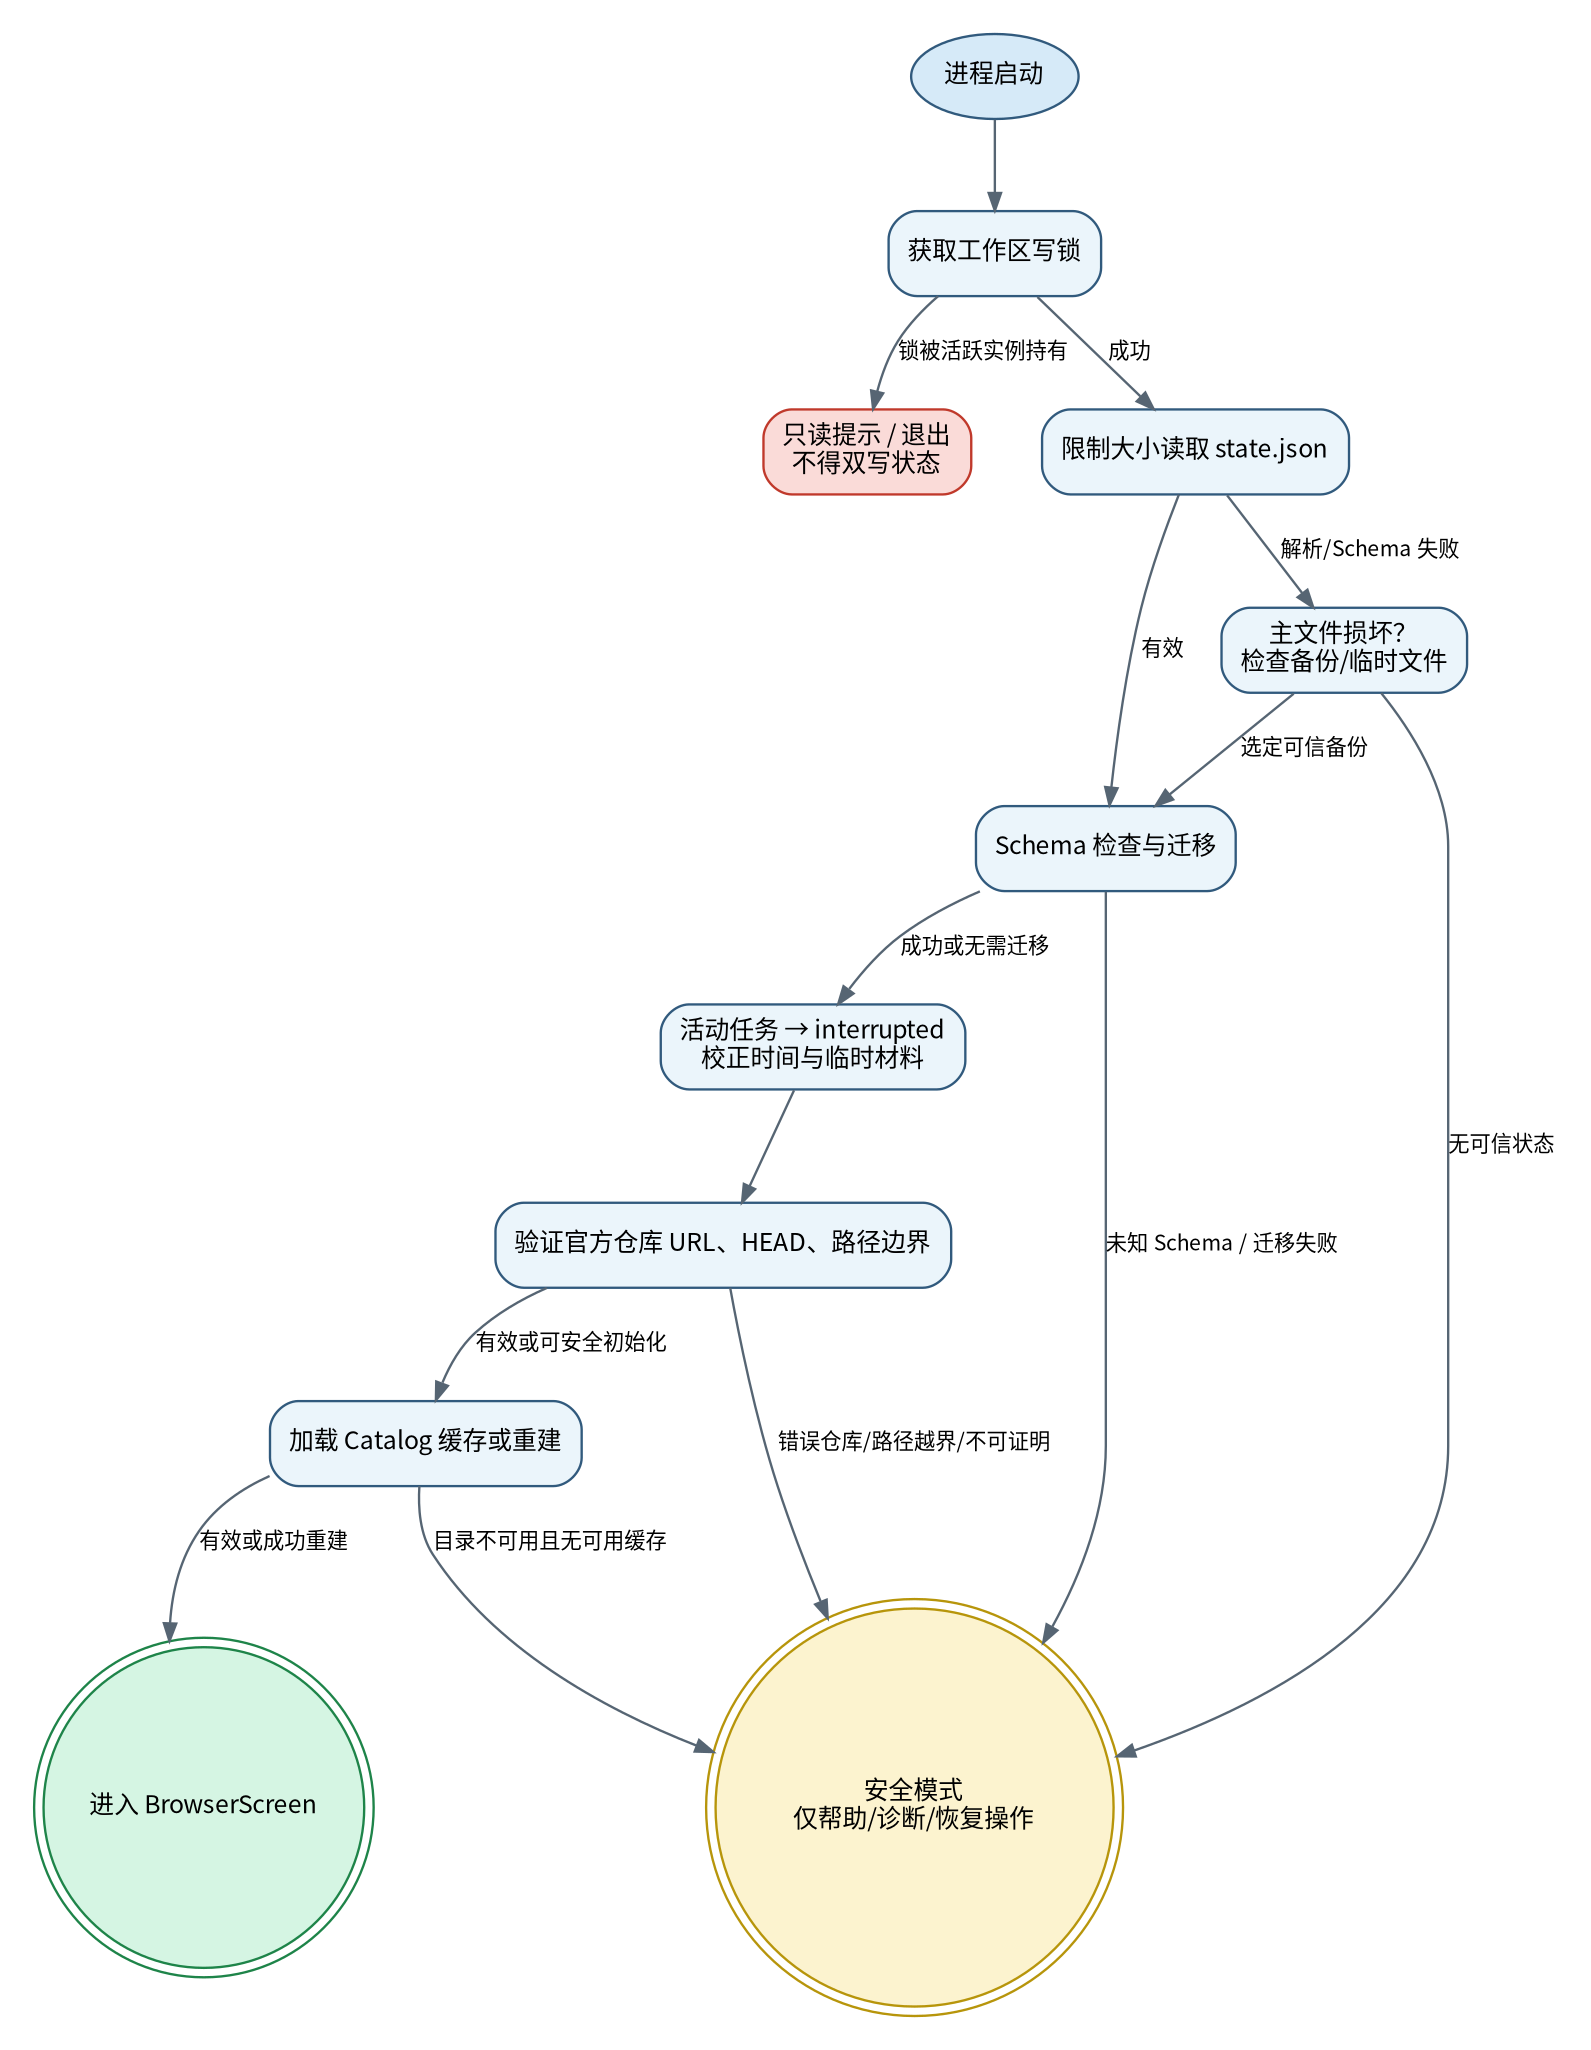 进程启动
获取工作区写锁
锁被活跃实例持有
成功
只读提示 / 退出
不得双写状态
限制大小读取 state.json
解析/Schema 失败
有效
主文件损坏?
检查备份/临时文件
选定可信备份
Schema 检查与迁移
成功或无需迁移
活动任务 → interrupted
校正时间与临时材料
无可信状态
验证官方仓库 URL、HEAD、路径边界
未知 Schema / 迁移失败
有效或可安全初始化
加载 Catalog 缓存或重建
错误仓库/路径越界/不可证明
有效或成功重建
目录不可用且无可用缓存
进入 BrowserScreen
安全模式
仅帮助/诊断/恢复操作